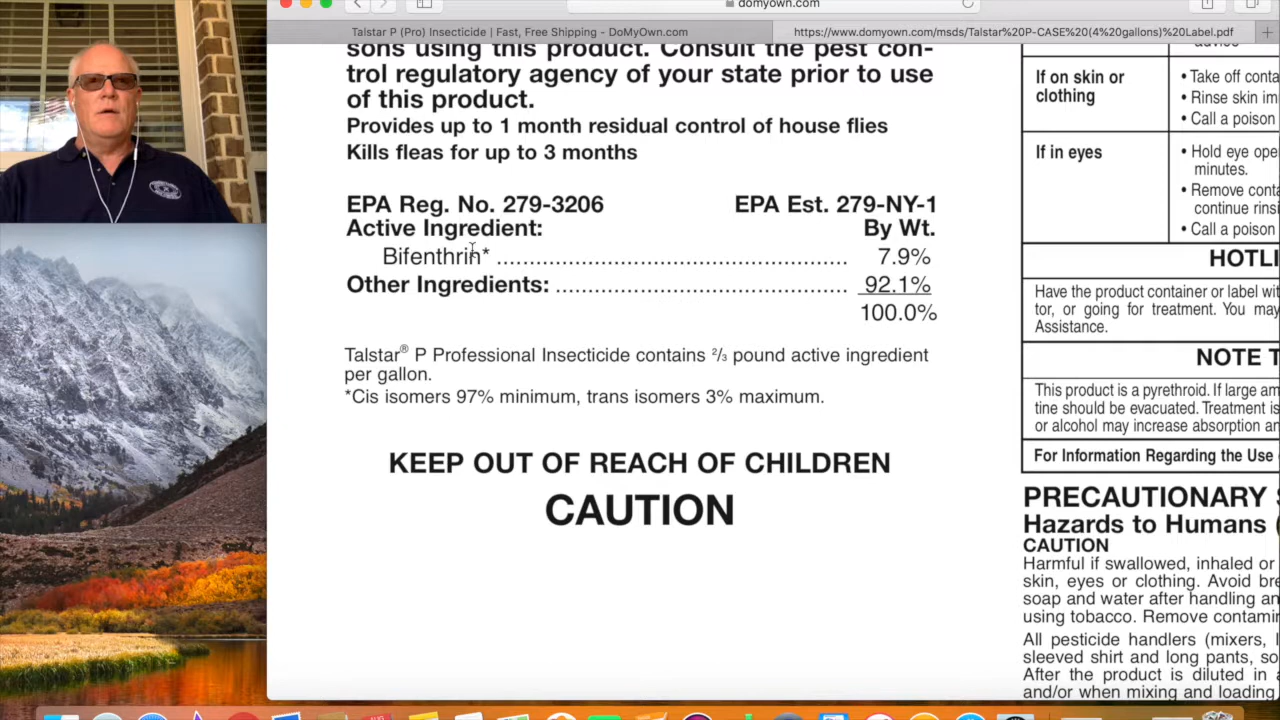 domyown.com
Talstar P (Pro) Insecticide | Fast, Free Shipping - DoMyOwn.com
https://www.domyown.com/msds/Talstar%20P-CASE%20(4%20gallons)%20Label.pdf
sons using this product. Consult the pest con-
trol regulatory agency of your state prior to use
of this product.
Provides up to 1 month residual control of house flies
Kills fleas for up to 3 months
EPA Reg. No. 279-3206 EPA Est. 279-NY-1
Active Ingredient: By Wt.
Bifenthrin* ................................................ 7.9%
Other Ingredients: ........................................ 92.1%
100.0%
Talstar® P Professional Insecticide contains 2/3 pound active ingredient
per gallon.
*Cis isomers 97% minimum, trans isomers 3% maximum.
KEEP OUT OF REACH OF CHILDREN
CAUTION
advice
If on skin or
clothing
• Take off conta
• Rinse skin im
• Call a poison
If in eyes
• Hold eye ope
minutes.
• Remove conta
continue rinsi
• Call a poison
HOTLI
Have the product container or label wit
tor, or going for treatment. You may
Assistance.
NOTE T
This product is a pyrethroid. If large am
tine should be evacuated. Treatment is
or alcohol may increase absorption an
For Information Regarding the Use
PRECAUTIONARY
Hazards to Humans
CAUTION
Harmful if swallowed, inhaled or
skin, eyes or clothing. Avoid bre
soap and water after handling an
using tobacco. Remove contamin
All pesticide handlers (mixers,
sleeved shirt and long pants, so
After the product is diluted in a
and/or when mixing and loading